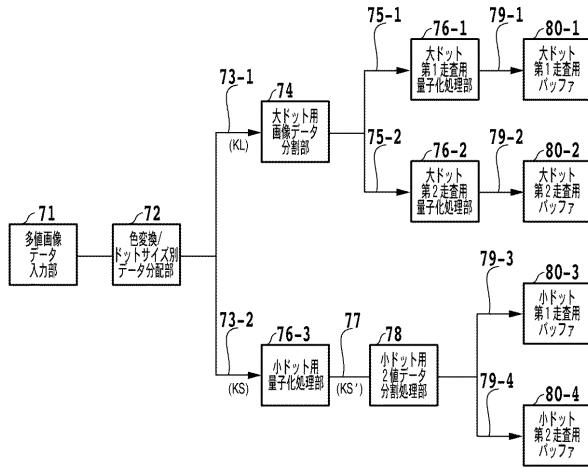 75-1
79-1
76-1
80-1
大ドット
第1走査用
量子化処理部
大ドット
第1走査用
バッファ
73-1
74
(KL)
大ドット用
画像データ
分割部
75-2
79-2
76-2
80-2
大ドット
第2走査用
量子化処理部
大ドット
第2走査用
バッファ
71
多値画像
データ
入力部
72
色変換/
ドットサイズ別
データ分配部
73-2
(KS)
76-3
小ドット用
量子化処理部
77
(KS')
78
小ドット用
2値データ
分割処理部
79-3
80-3
小ドット
第1走査用
バッファ
79-4
80-4
小ドット
第2走査用
バッファ